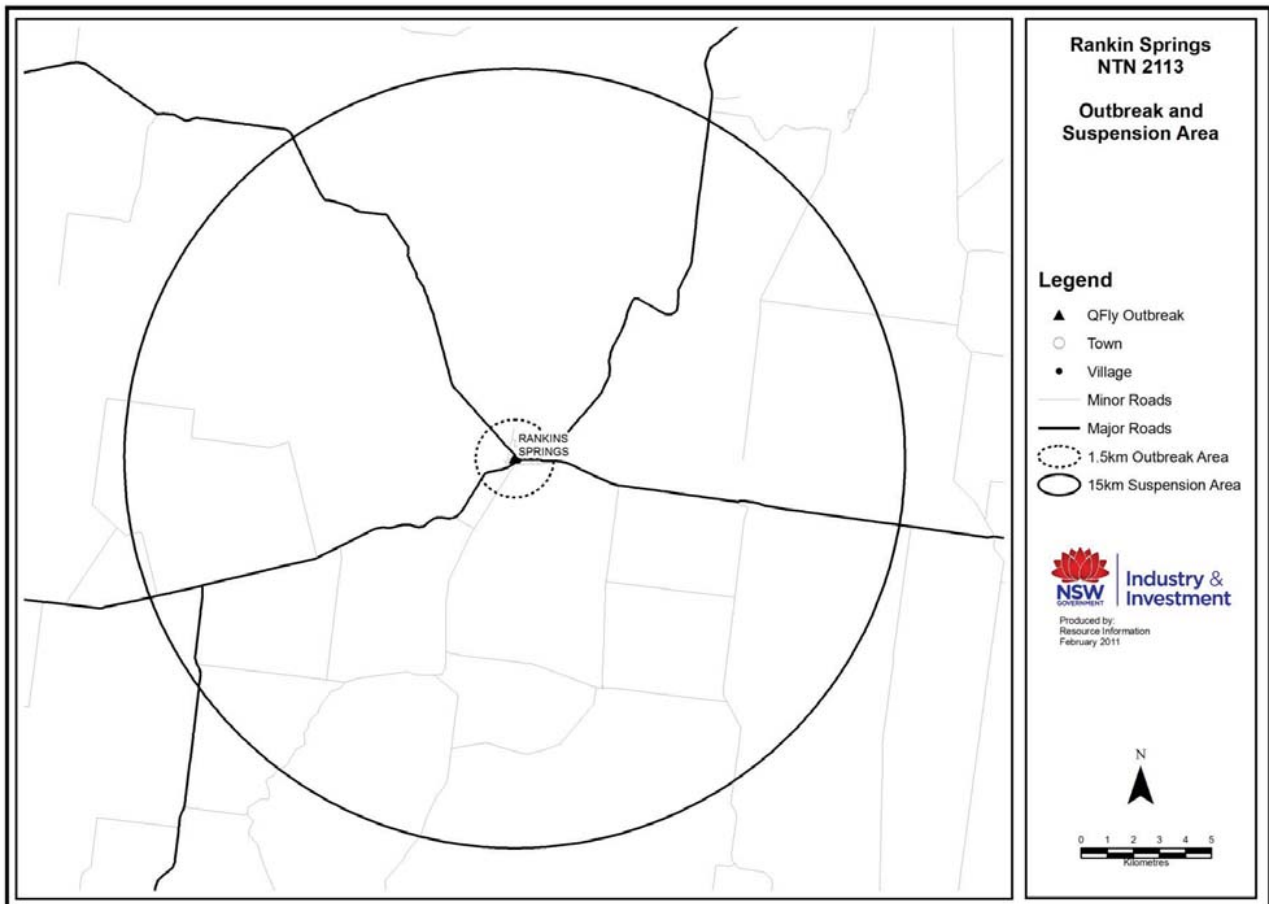 Rankin Springs
NTN 2113
Outbreak and
Suspension Area
RANKINS
SPRINGS
Legend
QFly Outbreak
Town
Village
Minor Roads
Major Roads
1.5km Outbreak Area
15km Suspension Area
NSW
GOVERNMENT
Industry &
Investment
Produced by:
Resource Information
February 2011
N
0 1 2 3 4 5
Kilometres